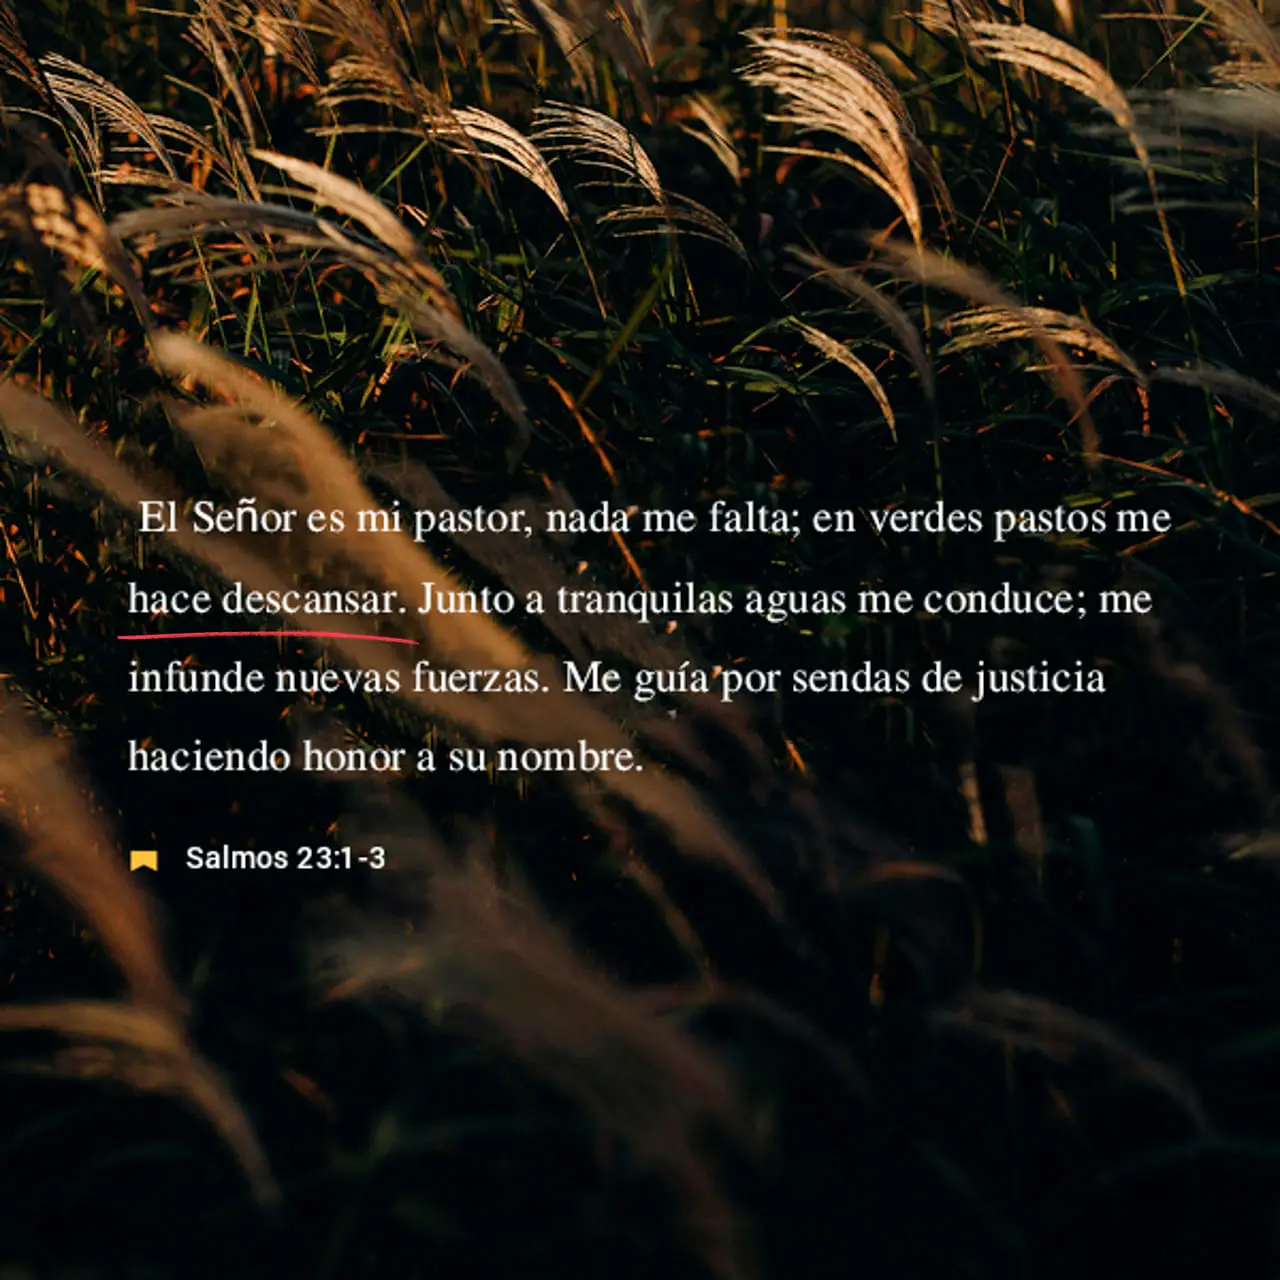 El Señor es mi pastor, nada me falta; en verdes pastos me
hace descansar. Junto a tranquilas aguas me conduce; me
infunde nuevas fuerzas. Me guía por sendas de justicia
haciendo honor a su nombre.
Salmos 23:1-3